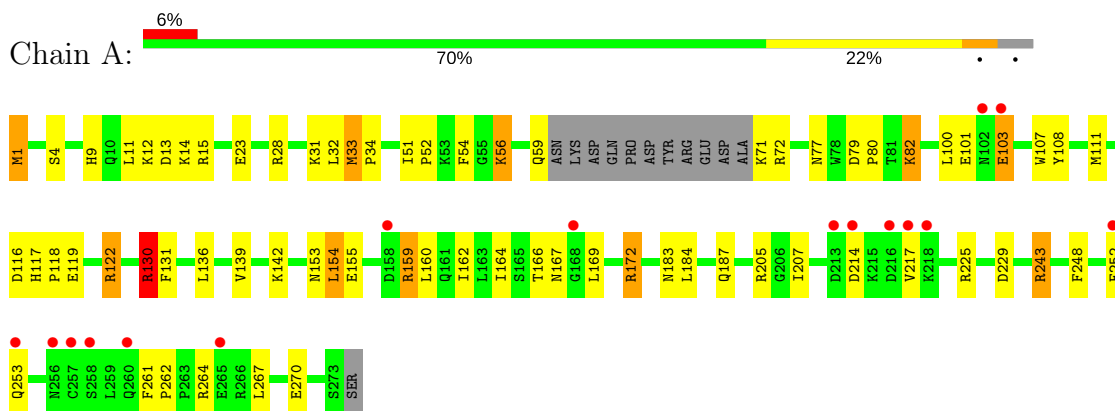 6%
Chain A:
70% 22% • •
M1 S4 H9 Q10 L11 K12 D13 K14 R15 E23 R28 K31 L32 M33 P34 I51 P52 K53 F54 G55 K56 Q59 ASN LYS ASP GLN PRO ASP TYR ARG GLU ASP ALA K71 R72 N77 W78 D79 P80 T81 K82 L100 E101 N102 E103 W107 Y108 M111
D116 H117 P118 E119 R122 R130 F131 L136 V139 K142 N153 L154 E155 D158 R159 L160 Q161 I162 L163 I164 S165 T166 N167 G168 L169 R172 N183 L184 Q187 R205 G206 I207 D213 D214 K215 D216 V217 K218 R225 D229 R243 F248
Q253 N256 C257 S258 L259 Q260 F261 P262 P263 R264 E265 R266 L267 E270 S273 SER